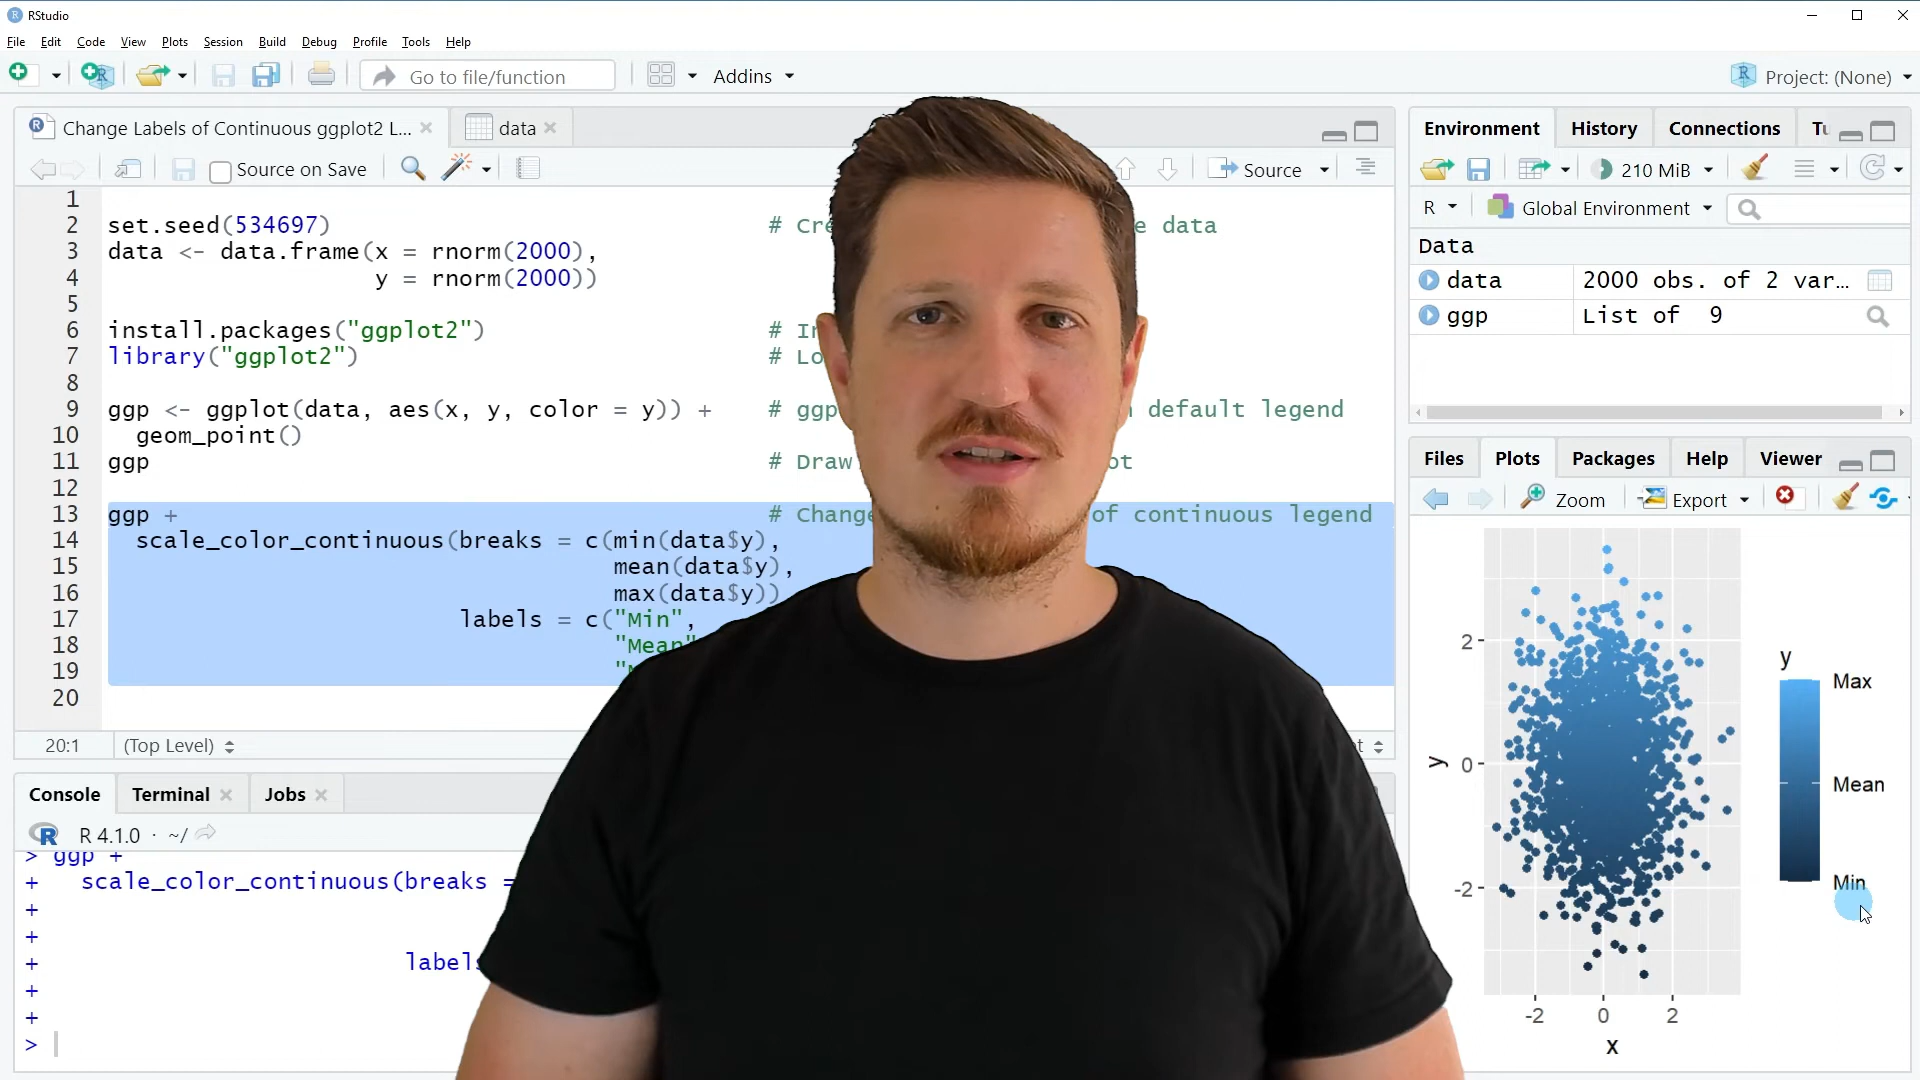 RStudio
File Edit Code View Plots Session Build Debug Profile Tools Help
Go to file/function Addins Project: (None)
Change Labels of Continuous ggplot2 L... data
Source on Save Source
1
2 set.seed(534697) # Cre e data
3 data <- data.frame(x = rnorm(2000),
4 y = rnorm(2000))
5
6 install.packages("ggplot2") # In
7 library("ggplot2") # Lo
8
9 ggp <- ggplot(data, aes(x, y, color = y)) + # ggp default legend
10 geom_point()
11 ggp # Draw ot
12
13 ggp + # Change of continuous legend
14 scale_color_continuous(breaks = c(min(data$y),
15 mean(data$y),
16 max(data$y))
17 labels = c("Min",
18 "Mean"
19
20
20:1 (Top Level)
Console Terminal Jobs
R 4.1.0 · ~/
> ggp +
+ scale_color_continuous(breaks =
+
+
+ labels
+
+
>
Environment History Connections Tu
210 MiB
R Global Environment
Data
data 2000 obs. of 2 var...
ggp List of 9
Files Plots Packages Help Viewer
Zoom Export
y
Max
Mean
Min
2
0
-2
y
-2 0 2
x